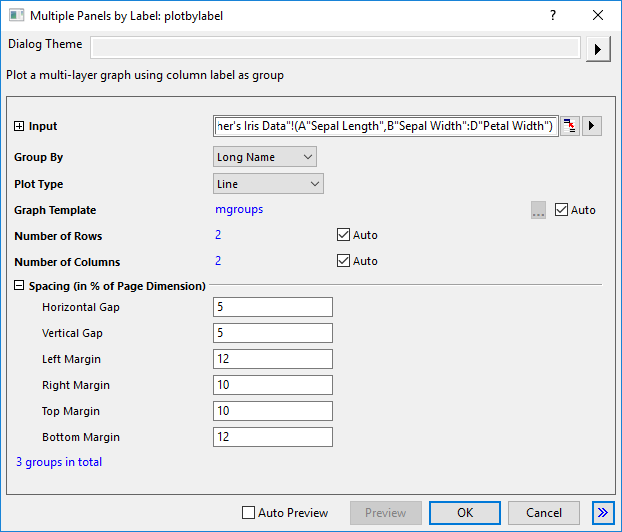 Multiple Panels by Label: plotbylabel
?
Dialog Theme
Plot a multi-layer graph using column label as group
Input
her's Iris Data"!(A"Sepal Length",B"Sepal Width":D"Petal Width")
Group By
Long Name
Plot Type
Line
Graph Template
mgroups
...
Auto
Number of Rows
2
Auto
Number of Columns
2
Auto
Spacing (in % of Page Dimension)
Horizontal Gap
5
Vertical Gap
5
Left Margin
12
Right Margin
10
Top Margin
10
Bottom Margin
12
3 groups in total
Auto Preview
Preview
OK
Cancel